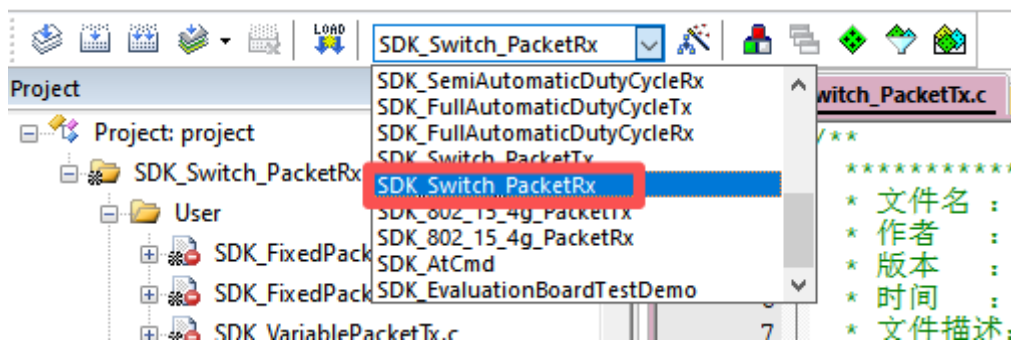 LOAD
SDK_Switch_PacketRx
Project
SDK_SemiAutomaticDutyCycleRx
SDK_FullAutomaticDutyCycleTx
SDK_FullAutomaticDutyCycleRx
SDK_Switch_PacketTx
SDK_Switch_PacketRx
SDK_802_15_4g_PacketTx
SDK_802_15_4g_PacketRx
SDK_AtCmd
SDK_EvaluationBoardTestDemo
Project: project
SDK_Switch_PacketRx
User
SDK_FixedPack
SDK_FixedPack
SDK_VariablePacketTx.c
witch_PacketTx.c
/**
***********
* 文件名 :
* 作者 :
* 版本 :
* 时间 :
7 * 文件描述: